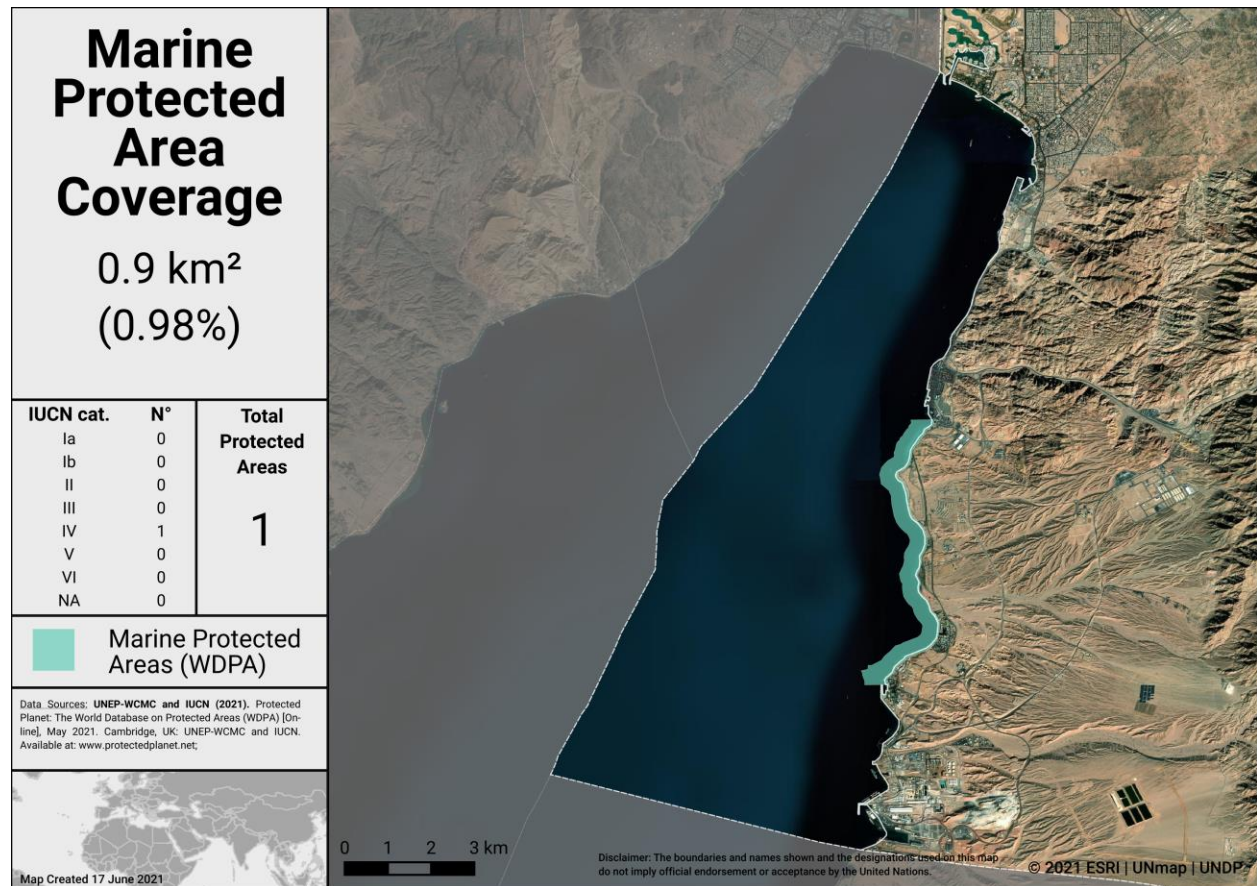 Marine
Protected
Area
Coverage
0.9 km²
(0.98%)
IUCN cat. N°
Ia 0
Ib 0
II 0
III 0
IV 1
V 0
VI 0
NA 0
Total
Protected
Areas
1
Marine Protected
Areas (WDPA)
Data Sources: UNEP-WCMC and IUCN (2021). Protected
Planet: The World Database on Protected Areas (WDPA) [On-
line], May 2021. Cambridge, UK: UNEP-WCMC and IUCN.
Available at: www.protectedplanet.net;
Map Created 17 June 2021
0 1 2 3 km
Disclaimer: The boundaries and names shown and the designations used on this map
do not imply official endorsement or acceptance by the United Nations.
© 2021 ESRI | UNmap | UNDP